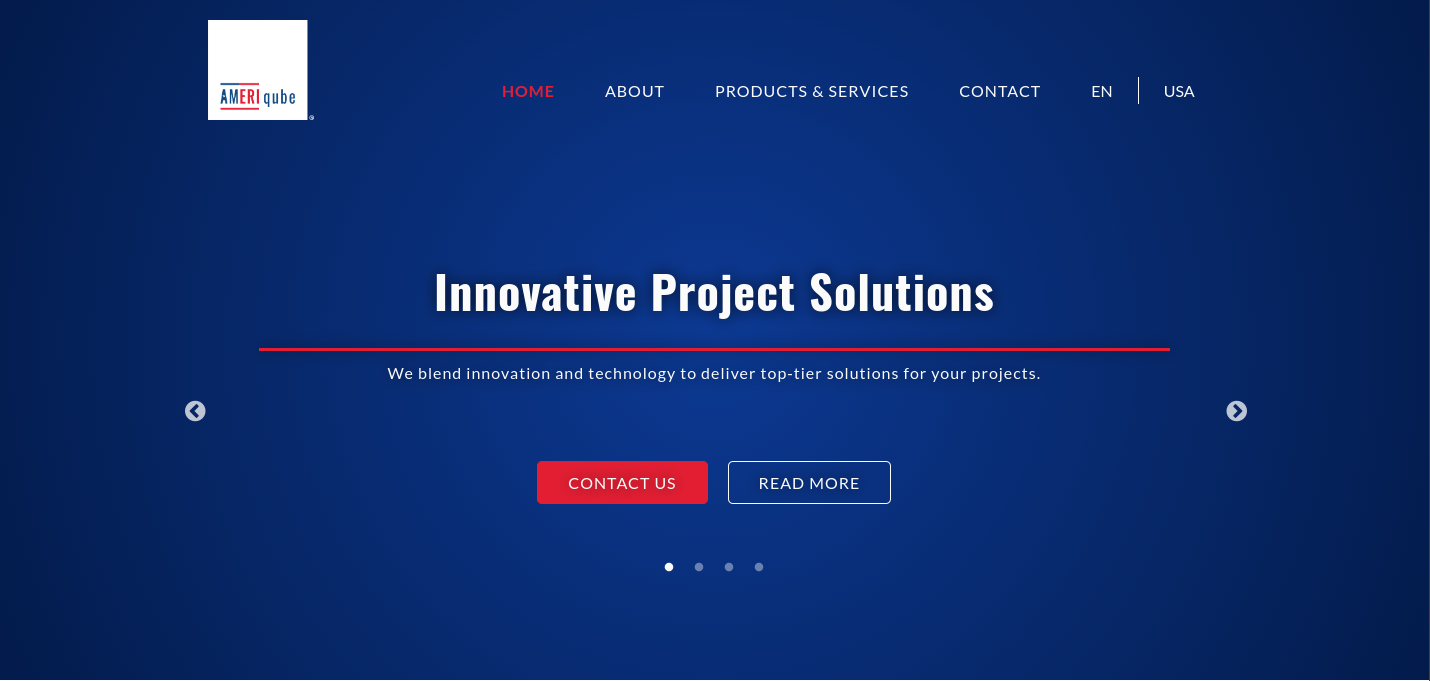 AMERI qube
®
HOME ABOUT PRODUCTS & SERVICES CONTACT EN USA
Innovative Project Solutions
We blend innovation and technology to deliver top-tier solutions for your projects.
CONTACT US READ MORE